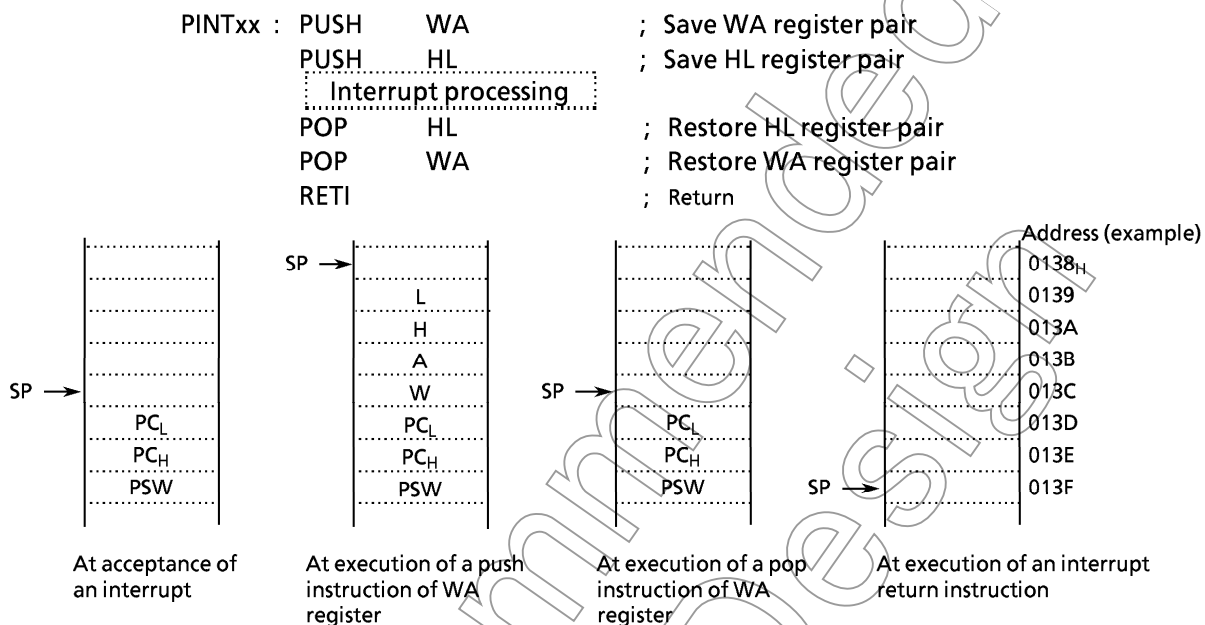 PINTxx : PUSH WA ; Save WA register pair
PUSH HL ; Save HL register pair
Interrupt processing
POP HL ; Restore HL register pair
POP WA ; Restore WA register pair
RETI ; Return
Address (example)
SP 0138H
L 0139
H 013A
A 013B
SP W SP 013C
PCL PCL PCL 013D
PCH PCH PCH 013E
PSW PSW PSW SP 013F
At acceptance of
an interrupt
At execution of a push
instruction of WA
register
At execution of a pop
instruction of WA
register
At execution of an interrupt
return instruction
mmended
Design